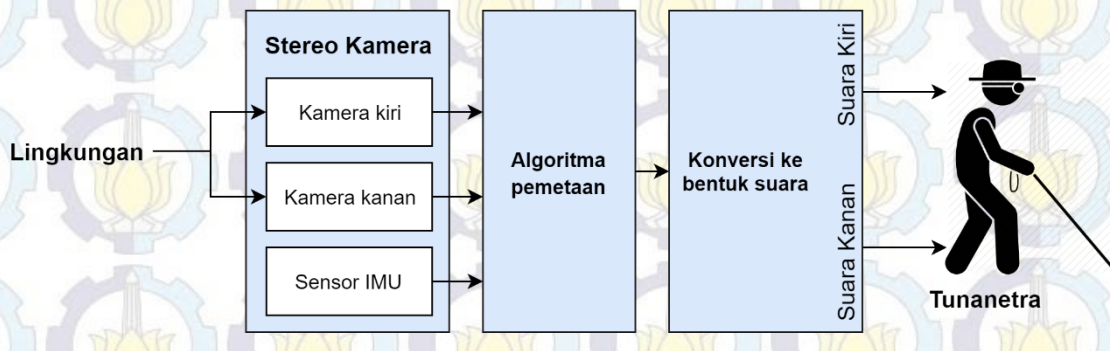 Stereo Kamera
Lingkungan
Kamera kiri
Kamera kanan
Sensor IMU
Algoritma
pemetaan
Konversi ke
bentuk suara
Suara Kiri
Suara Kanan
Tunanetra